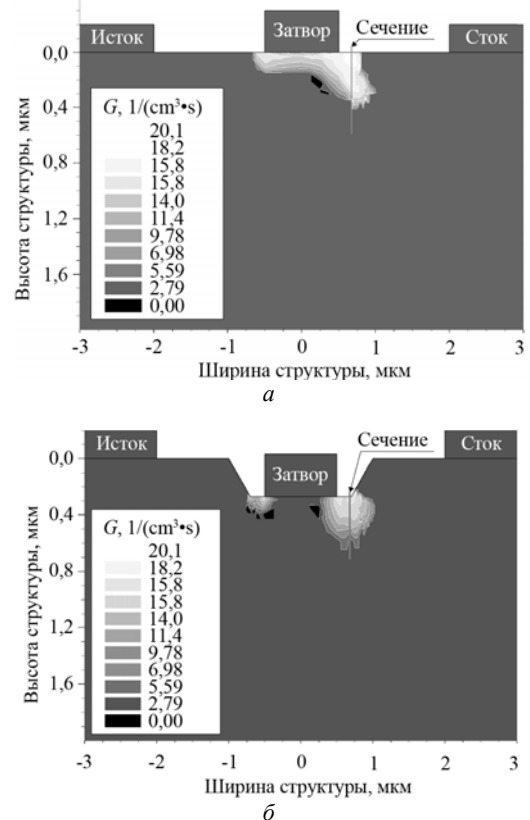 Исток
Затвор
Сечение
Сток
0,0
0,4
0,8
1,2
1,6
G, 1/(cm³•s)
20,1
18,2
15,8
15,8
14,0
11,4
9,78
6,98
5,59
2,79
0,00
Высота структуры, мкм
-3
-2
0
1
2
3
Ширина структуры, мкм
а
Исток
Затвор
Сечение
Сток
0,0
0,4
0,8
1,2
1,6
G, 1/(cm³•s)
20,1
18,2
15,8
15,8
14,0
11,4
9,78
6,98
5,59
2,79
0,00
Высота структуры, мкм
-3
-2
0
1
2
3
Ширина структуры, мкм
б